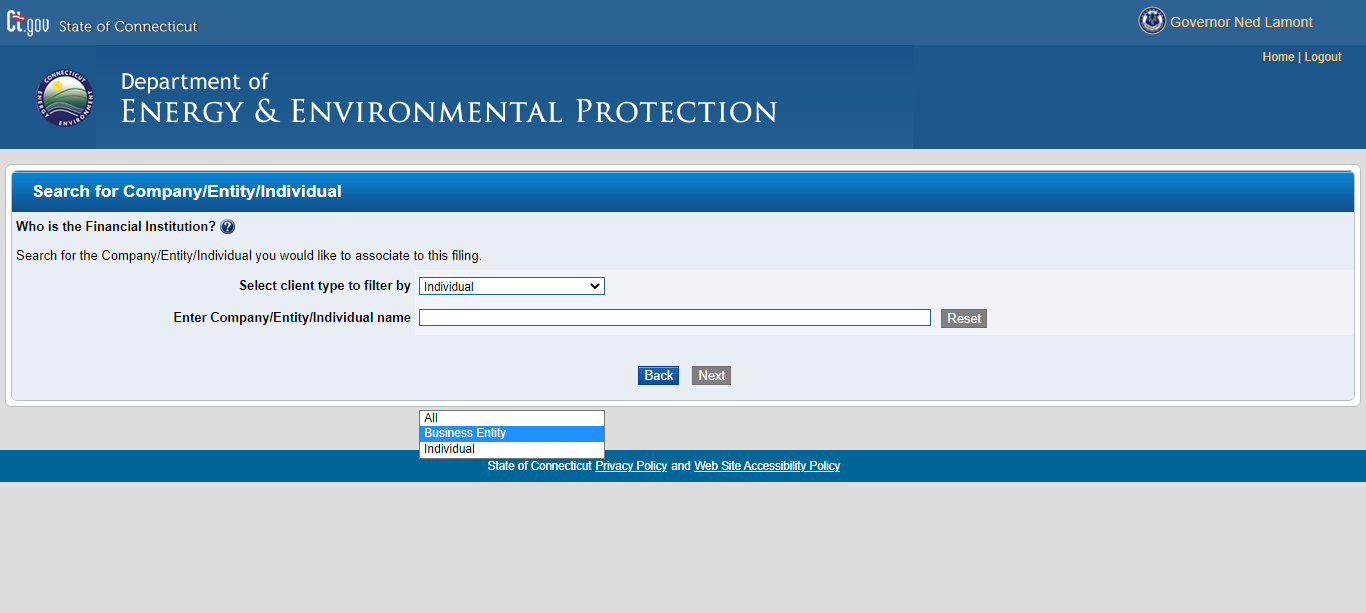 Ct.gov State of Connecticut
Governor Ned Lamont
Home | Logout
CONNECTICUT
ENERGY ENVIRONMENT
Department of
ENERGY & ENVIRONMENTAL PROTECTION
Search for Company/Entity/Individual
Who is the Financial Institution? ?
Search for the Company/Entity/Individual you would like to associate to this filing.
Select client type to filter by Individual
Enter Company/Entity/Individual name Reset
Back Next
All
Business Entity
Individual
State of Connecticut Privacy Policy and Web Site Accessibility Policy